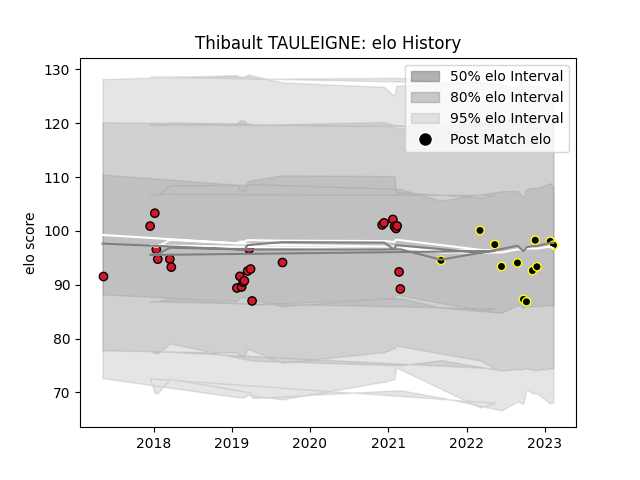 Thibault TAULEIGNE: elo History
130
120
110
100
90
80
70
elo score
50% elo Interval
80% elo Interval
95% elo Interval
Post Match elo
2018 2019 2020 2021 2022 2023